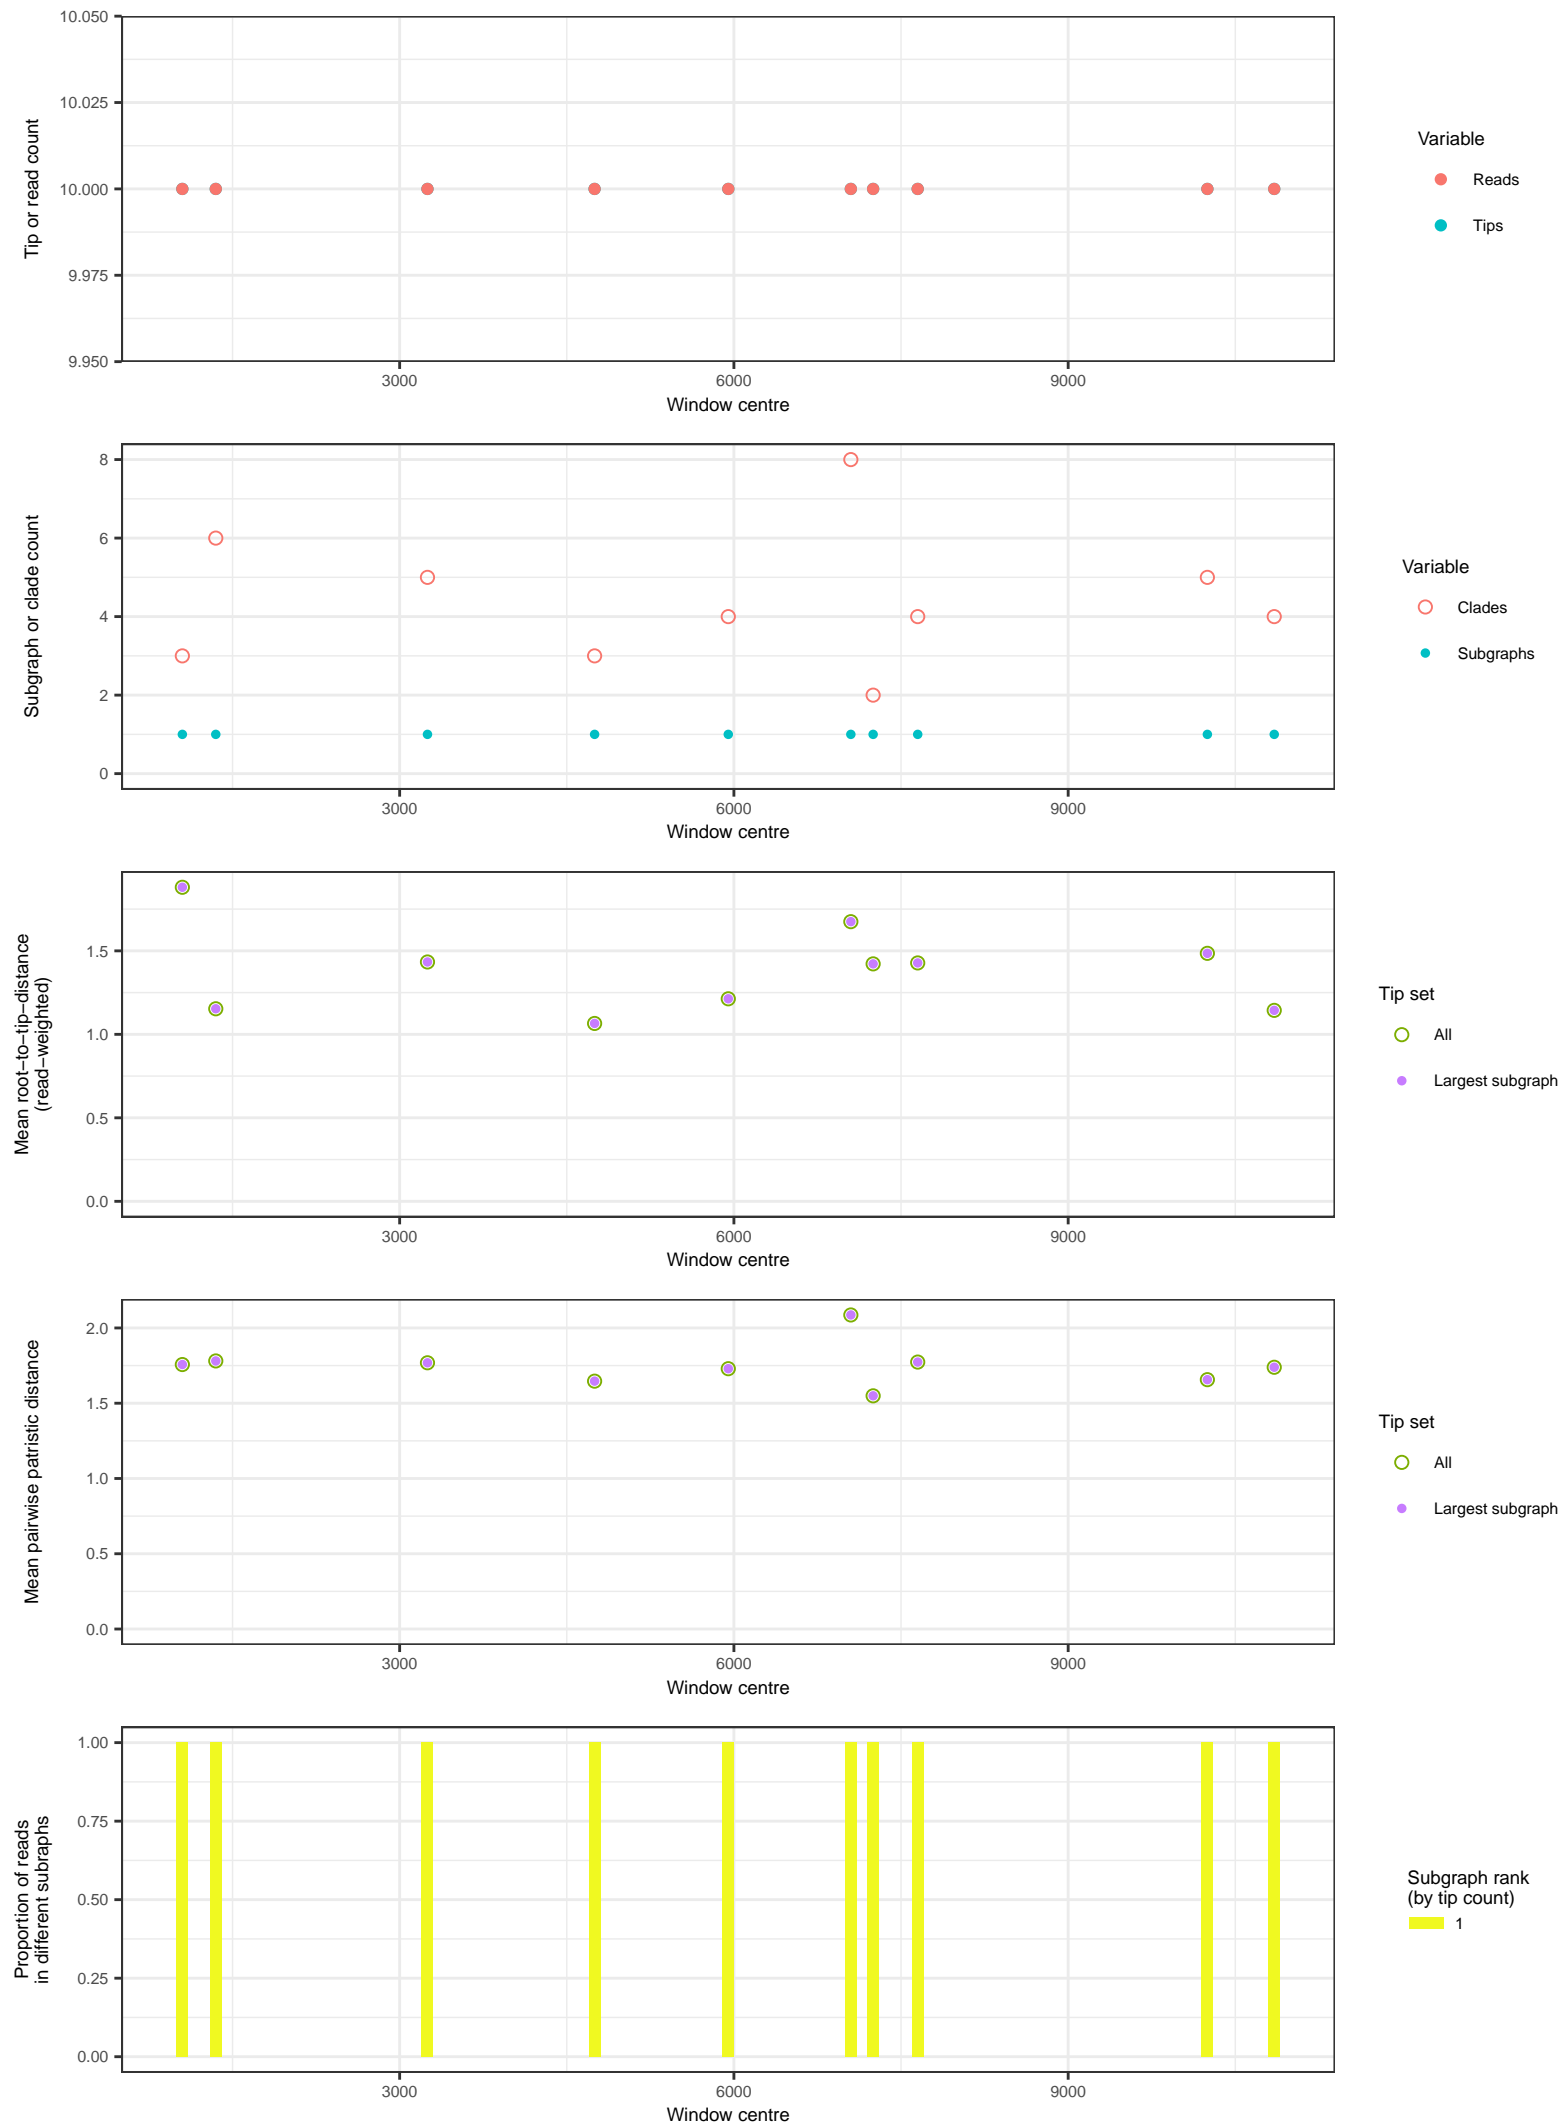 10.050
10.025
10.000
9.975
9.950
Tip or read count
3000
6000
9000
Window centre
Variable
Reads
Tips
8
6
4
2
0
Subgraph or clade count
3000
6000
9000
Window centre
Variable
Clades
Subgraphs
1.5
1.0
0.5
0.0
Mean root−to−tip−distance
(read−weighted)
3000
6000
9000
Window centre
Tip set
All
Largest subgraph
2.0
1.5
1.0
0.5
0.0
Mean pairwise patristic distance
3000
6000
9000
Window centre
Tip set
All
Largest subgraph
1.00
0.75
0.50
0.25
0.00
Proportion of reads
in different subraphs
3000
6000
9000
Window centre
Subgraph rank
(by tip count)
1